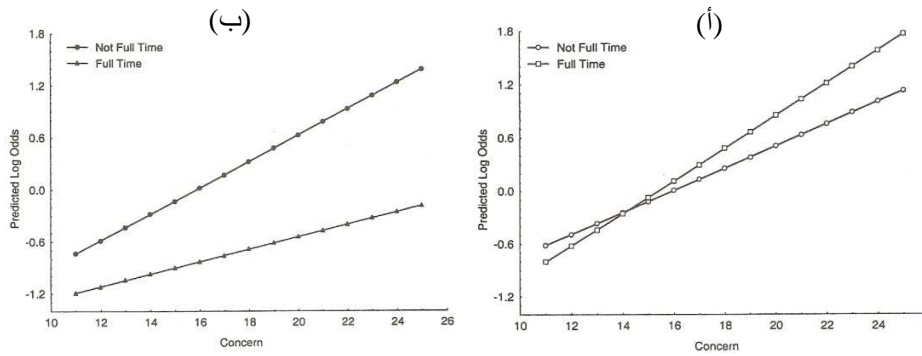 (ب)
1.8
Not Full Time
Full Time
1.2
0.6
0.0
-0.6
-1.2
Predicted Log Odds
10 12 14 16 18 20 22 24 26
Concern
(أ)
1.8
Not Full Time
Full Time
1.2
0.6
0.0
-0.6
-1.2
Predicted Log Odds
10 12 14 16 18 20 22 24
Concern